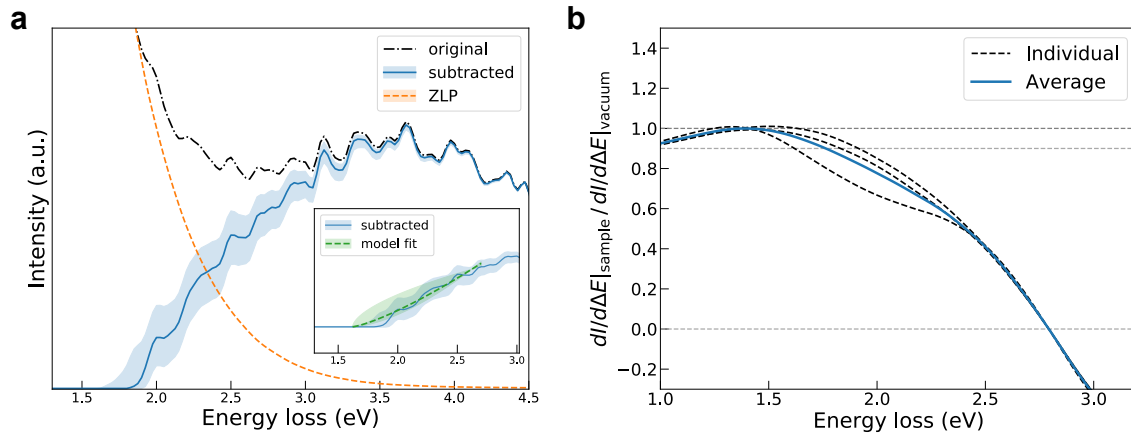 a
Intensity (a.u.)
original
subtracted
ZLP
subtracted
model fit
1.5 2.0 2.5 3.0
1.5 2.0 2.5 3.0 3.5 4.0 4.5
Energy loss (eV)
b
dI/dΔE|sample / dI/dΔE|vacuum
1.4
1.2
1.0
0.8
0.6
0.4
0.2
0.0
−0.2
Individual
Average
1.0 1.5 2.0 2.5 3.0
Energy loss (eV)